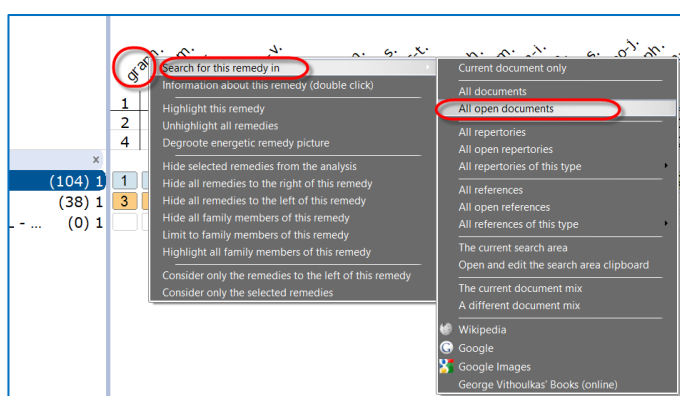 graph.
1
2
4
x
(104) 1
1
(38) 1
3
L - ... (0) 1
Search for this remedy in
Information about this remedy (double click)
Highlight this remedy
Unhighlight all remedies
Degroote energetic remedy picture
Hide selected remedies from the analysis
Hide all remedies to the right of this remedy
Hide all remedies to the left of this remedy
Hide all family members of this remedy
Limit to family members of this remedy
Highlight all family members of this remedy
Consider only the remedies to the left of this remedy
Consider only the selected remedies
Current document only
All documents
All open documents
All repertories
All open repertories
All repertories of this type
All references
All open references
All references of this type
The current search area
Open and edit the search area clipboard
The current document mix
A different document mix
Wikipedia
Google
Google Images
George Vithoulkas' Books (online)